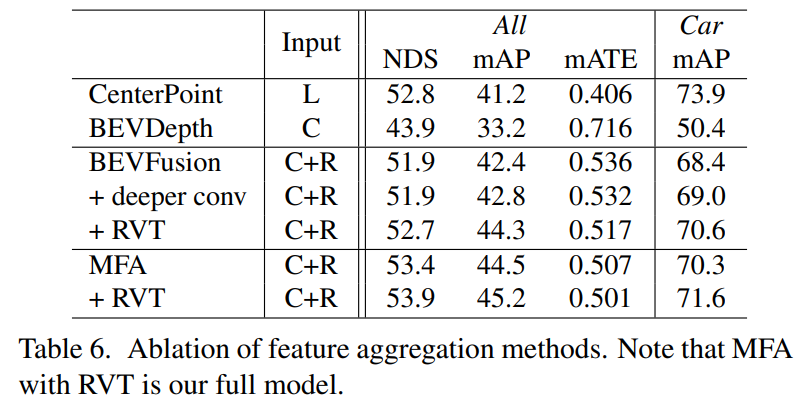 Input All Car
NDS mAP mATE mAP
CenterPoint L 52.8 41.2 0.406 73.9
BEVDepth C 43.9 33.2 0.716 50.4
BEVFusion C+R 51.9 42.4 0.536 68.4
+ deeper conv C+R 51.9 42.8 0.532 69.0
+ RVT C+R 52.7 44.3 0.517 70.6
MFA C+R 53.4 44.5 0.507 70.3
+ RVT C+R 53.9 45.2 0.501 71.6
Table 6. Ablation of feature aggregation methods. Note that MFA
with RVT is our full model.